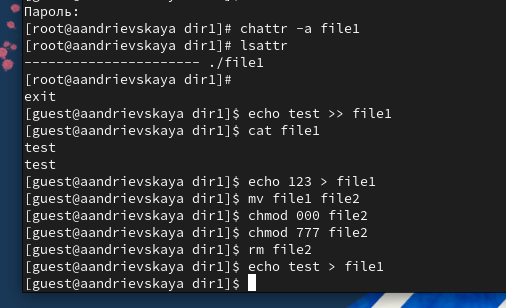 Пароль:
[root@aandrievskaya dir1]# chattr -a file1
[root@aandrievskaya dir1]# lsattr
---------------------- ./file1
[root@aandrievskaya dir1]#
exit
[guest@aandrievskaya dir1]$ echo test >> file1
[guest@aandrievskaya dir1]$ cat file1
test
test
[guest@aandrievskaya dir1]$ echo 123 > file1
[guest@aandrievskaya dir1]$ mv file1 file2
[guest@aandrievskaya dir1]$ chmod 000 file2
[guest@aandrievskaya dir1]$ chmod 777 file2
[guest@aandrievskaya dir1]$ rm file2
[guest@aandrievskaya dir1]$ echo test > file1
[guest@aandrievskaya dir1]$